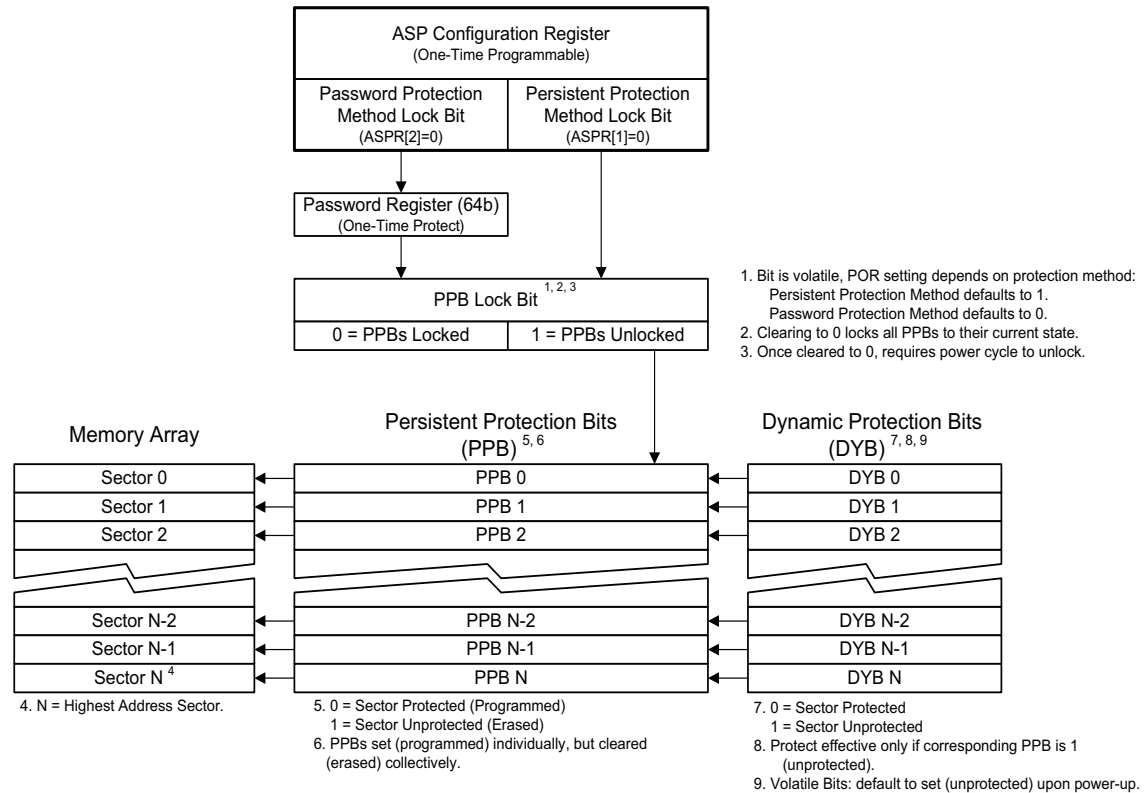 ASP Configuration Register
(One-Time Programmable)
Password Protection
Method Lock Bit
(ASPR[2]=0)
Persistent Protection
Method Lock Bit
(ASPR[1]=0)
Password Register (64b)
(One-Time Protect)
PPB Lock Bit 1, 2, 3
0 = PPBs Locked
1 = PPBs Unlocked
1. Bit is volatile, POR setting depends on protection method:
Persistent Protection Method defaults to 1.
Password Protection Method defaults to 0.
2. Clearing to 0 locks all PPBs to their current state.
3. Once cleared to 0, requires power cycle to unlock.
Memory Array
Sector 0
Sector 1
Sector 2
Sector N-2
Sector N-1
Sector N 4
4. N = Highest Address Sector.
Persistent Protection Bits
(PPB) 5, 6
PPB 0
PPB 1
PPB 2
PPB N-2
PPB N-1
PPB N
5. 0 = Sector Protected (Programmed)
1 = Sector Unprotected (Erased)
6. PPBs set (programmed) individually, but cleared
(erased) collectively.
Dynamic Protection Bits
(DYB) 7, 8, 9
DYB 0
DYB 1
DYB 2
DYB N-2
DYB N-1
DYB N
7. 0 = Sector Protected
1 = Sector Unprotected
8. Protect effective only if corresponding PPB is 1
(unprotected).
9. Volatile Bits: default to set (unprotected) upon power-up.